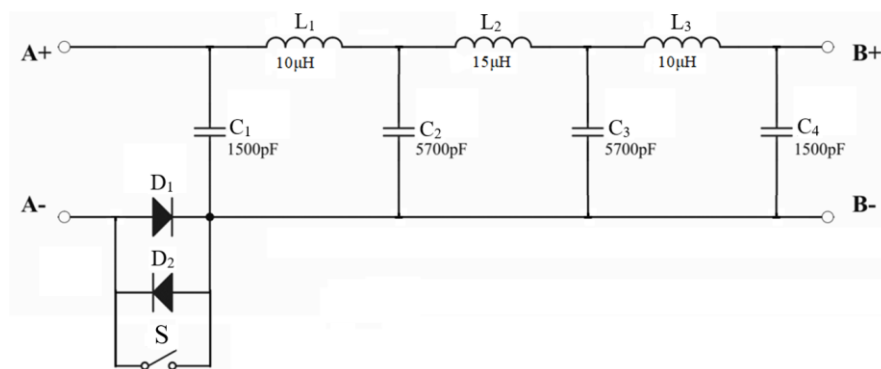 L₁ L₂ L₃
A+ 10μH 15μH 10μH B+
C₁ C₂ C₃ C₄
1500pF 5700pF 5700pF 1500pF
D₁
A- B-
D₂
S